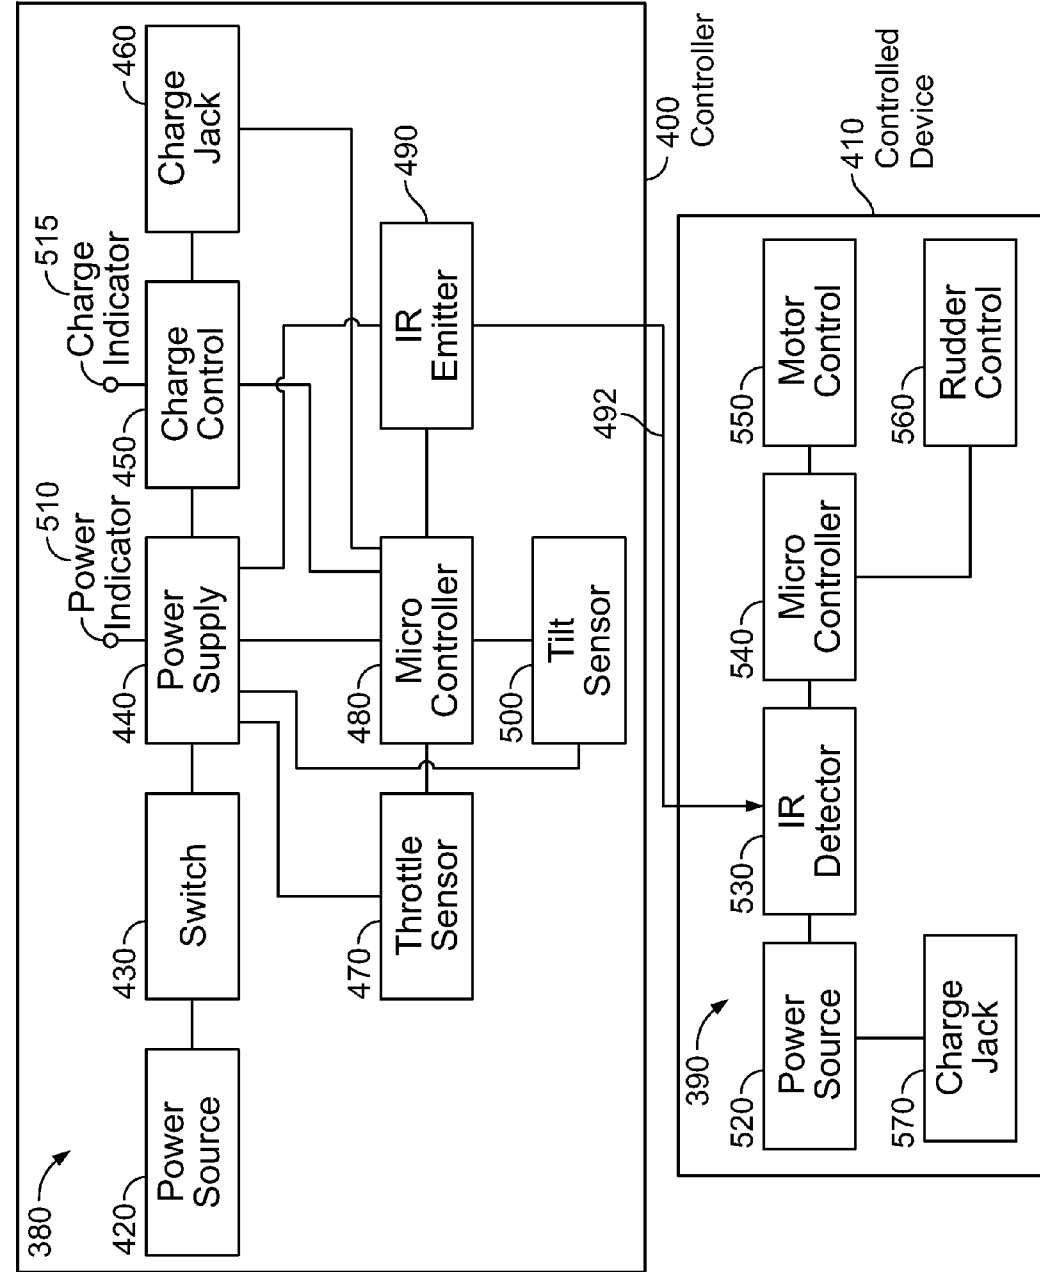 380
420
Power
Source
430
Switch
440
Power
Supply
510
Power
Indicator
450
Charge
Control
515
Charge
Indicator
460
Charge
Jack
470
Throttle
Sensor
480
Micro
Controller
490
IR
Emitter
500
Tilt
Sensor
400
Controller
492
390
520
Power
Source
530
IR
Detector
540
Micro
Controller
550
Motor
Control
560
Rudder
Control
570
Charge
Jack
410
Controlled
Device